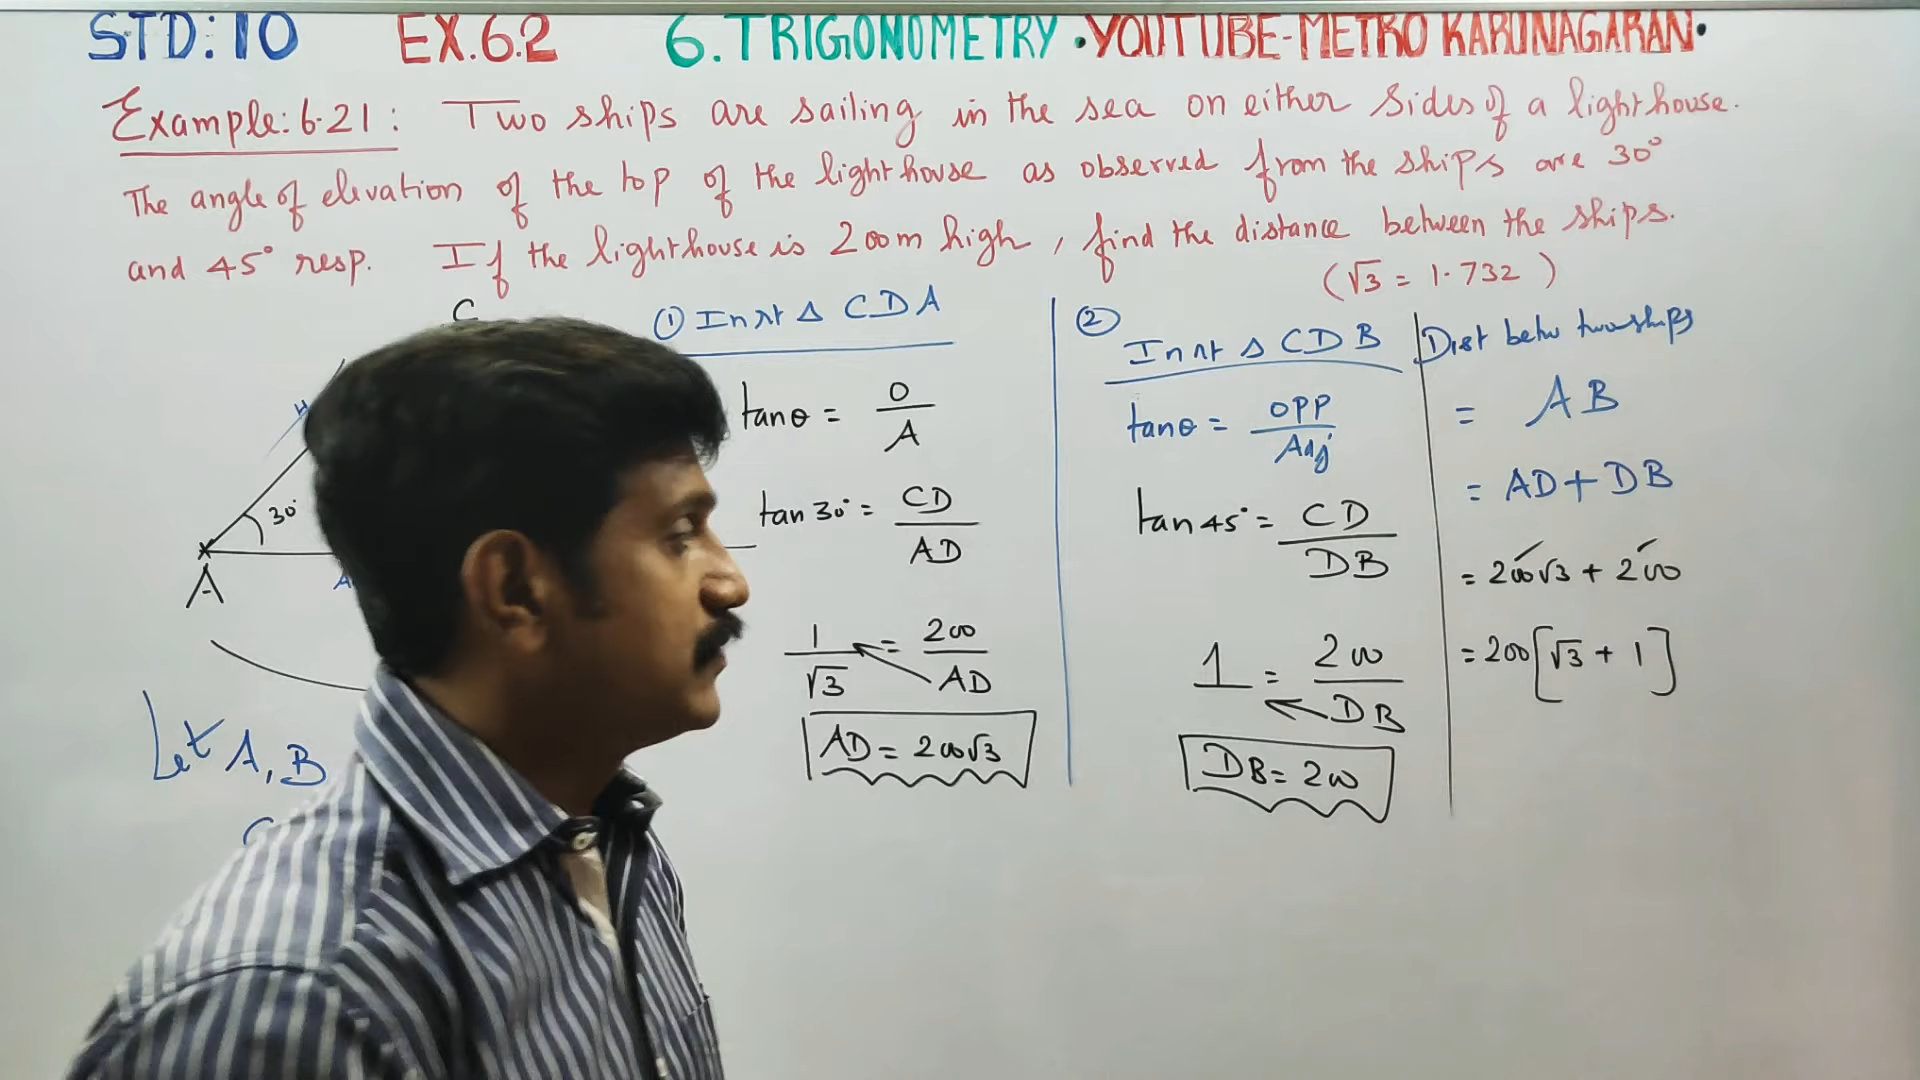 STD: 10 EX.6.2 6. TRIGONOMETRY • YOUTUBE-METRO KARUNAGARAN •
Example: 6.21: Two ships are sailing in the sea on either sides of a lighthouse.
The angle of elevation of the top of the lighthouse as observed from the ships are 30°
and 45° resp. If the lighthouse is 200m high, find the distance between the ships.
(√3 = 1.732)
C
30°
A
Let A, B
① In rt Δ CDA
tanθ = O/A
tan 30° = CD/AD
1/√3 = 200/AD
AD = 200√3
②
In rt Δ CDB
tanθ = OPP/Adj
tan 45° = CD/DB
1 = 200/DB
DB = 200
Dist betw two ships
= AB
= AD + DB
= 200√3 + 200
= 200[√3 + 1]